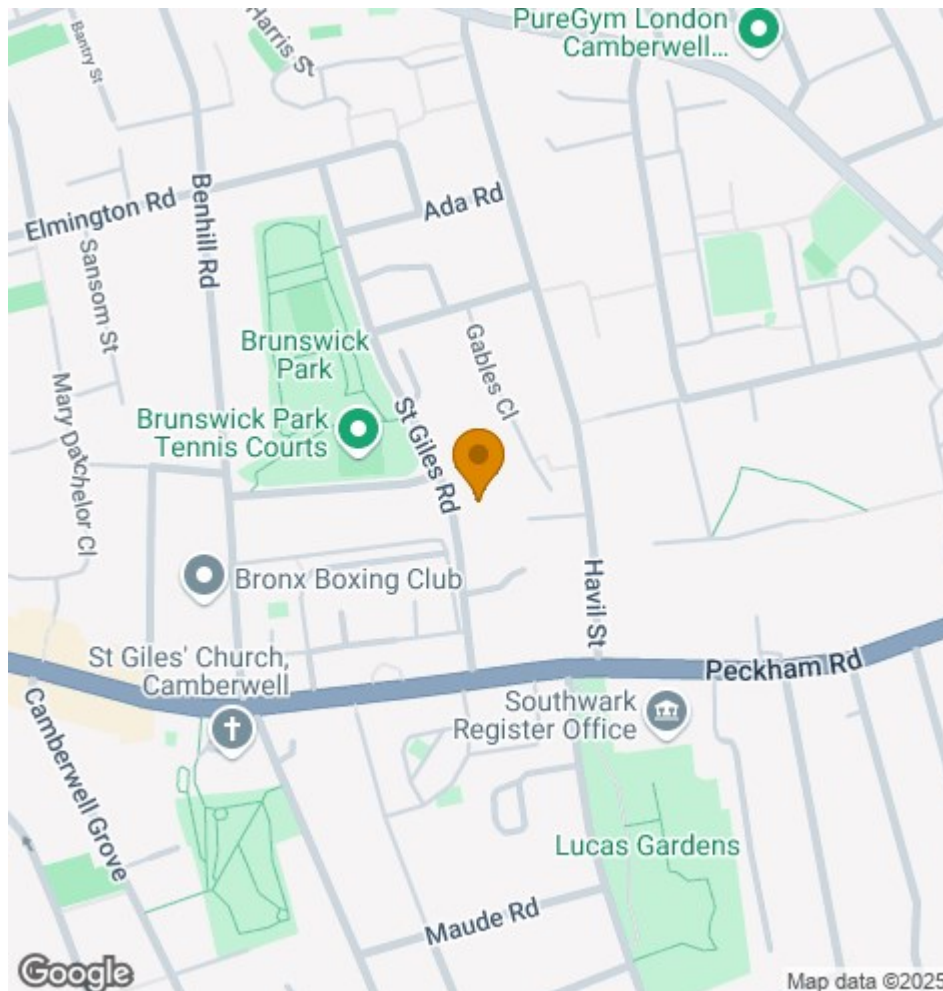 PureGym London
Camberwell...
Harris St
Bantry St
Benhill Rd
Elmington Rd
Ada Rd
Sansom St
Brunswick
Park
Gables Cl
Brunswick Park
Tennis Courts
St Giles Rd
Mary Datchelor Cl
Bronx Boxing Club
Havil St
St Giles' Church,
Camberwell
Peckham Rd
Southwark
Register Office
Camberwell Grove
Lucas Gardens
Maude Rd
Google
Map data ©2025